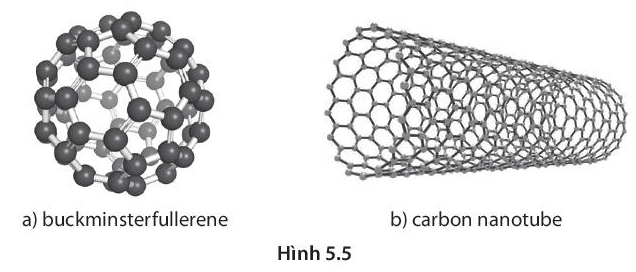 a) buckminsterfullerene
b) carbon nanotube
Hình 5.5